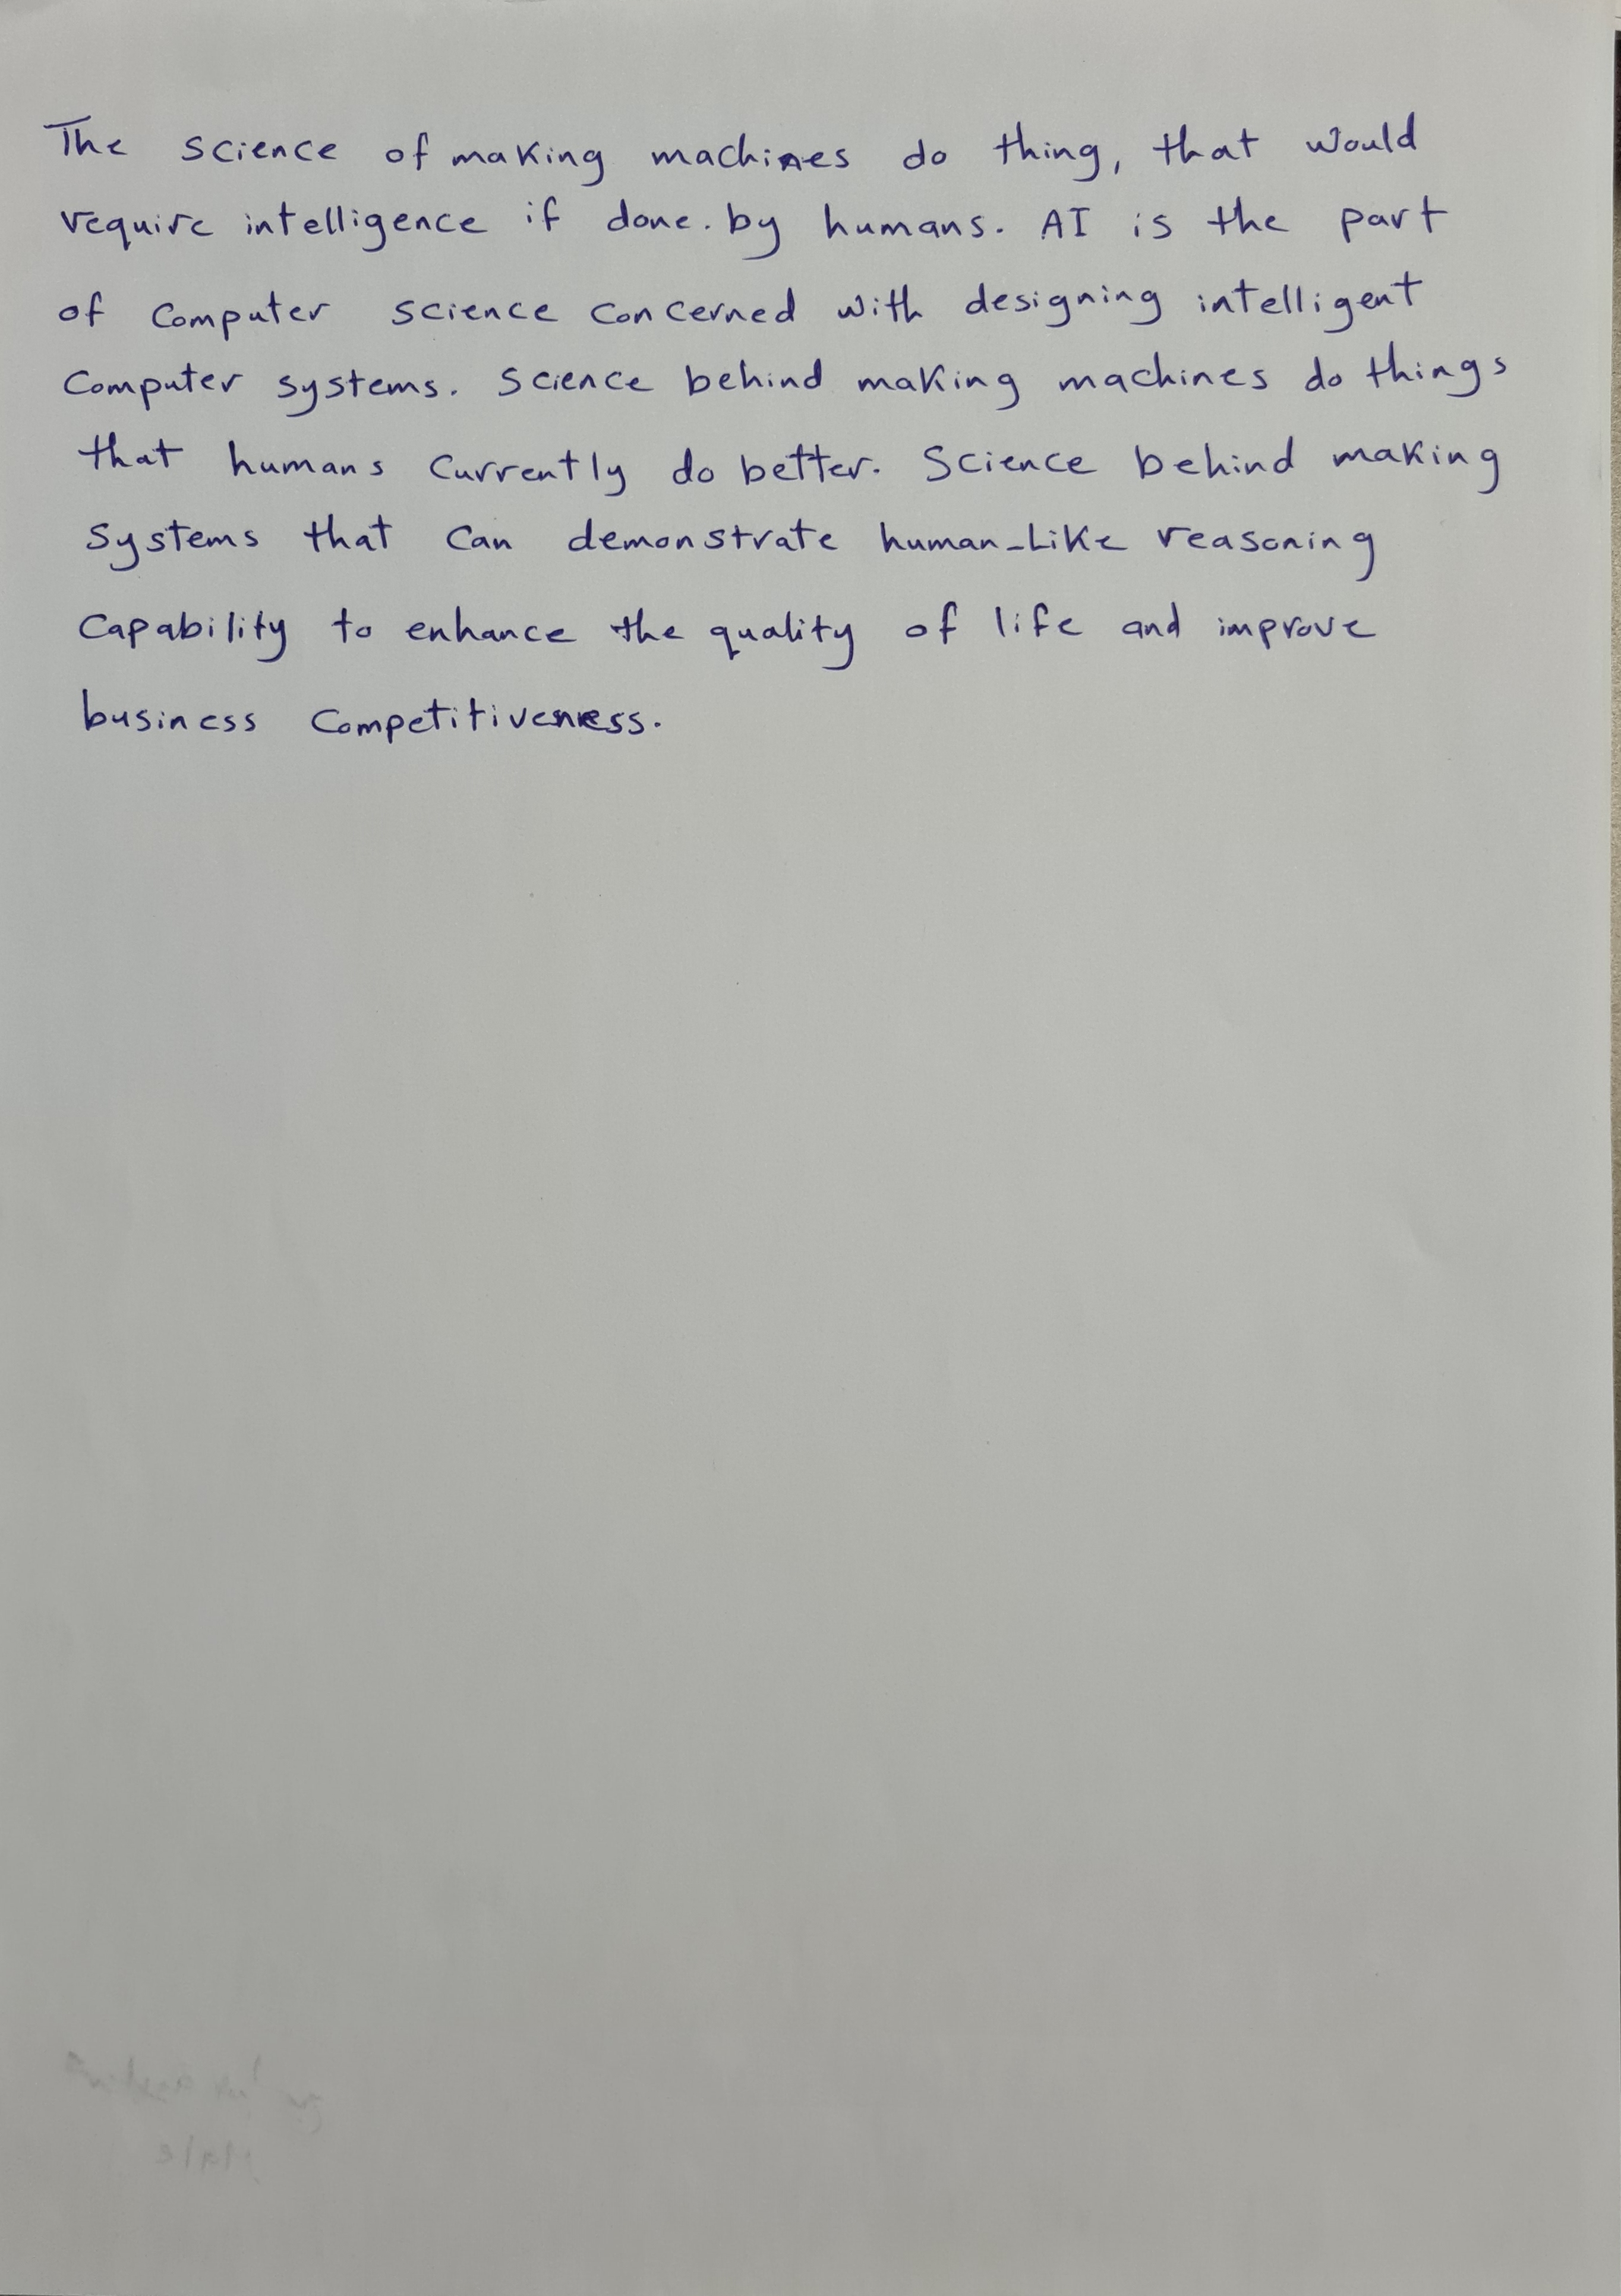 The science of making machines do thing, that would
require intelligence if done. by humans. AI is the part
of computer science concerned with designing intelligent
computer systems. Science behind making machines do things
that humans currently do better. Science behind making
systems that can demonstrate human-like reasoning
capability to enhance the quality of life and improve
business competitiveness.